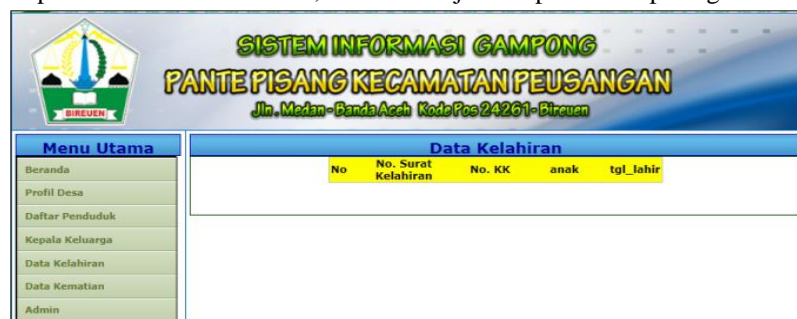 SISTEM INFORMASI GAMPONG
PANTE PISANG KECAMATAN PEUSANGAN
Jln. Medan - Banda Aceh Kode Pos 24261 - Bireuen
BIREUEN
Menu Utama
Beranda
Profil Desa
Daftar Penduduk
Kepala Keluarga
Data Kelahiran
Data Kematian
Admin
Data Kelahiran
No No. Surat Kelahiran No. KK anak tgl_lahir